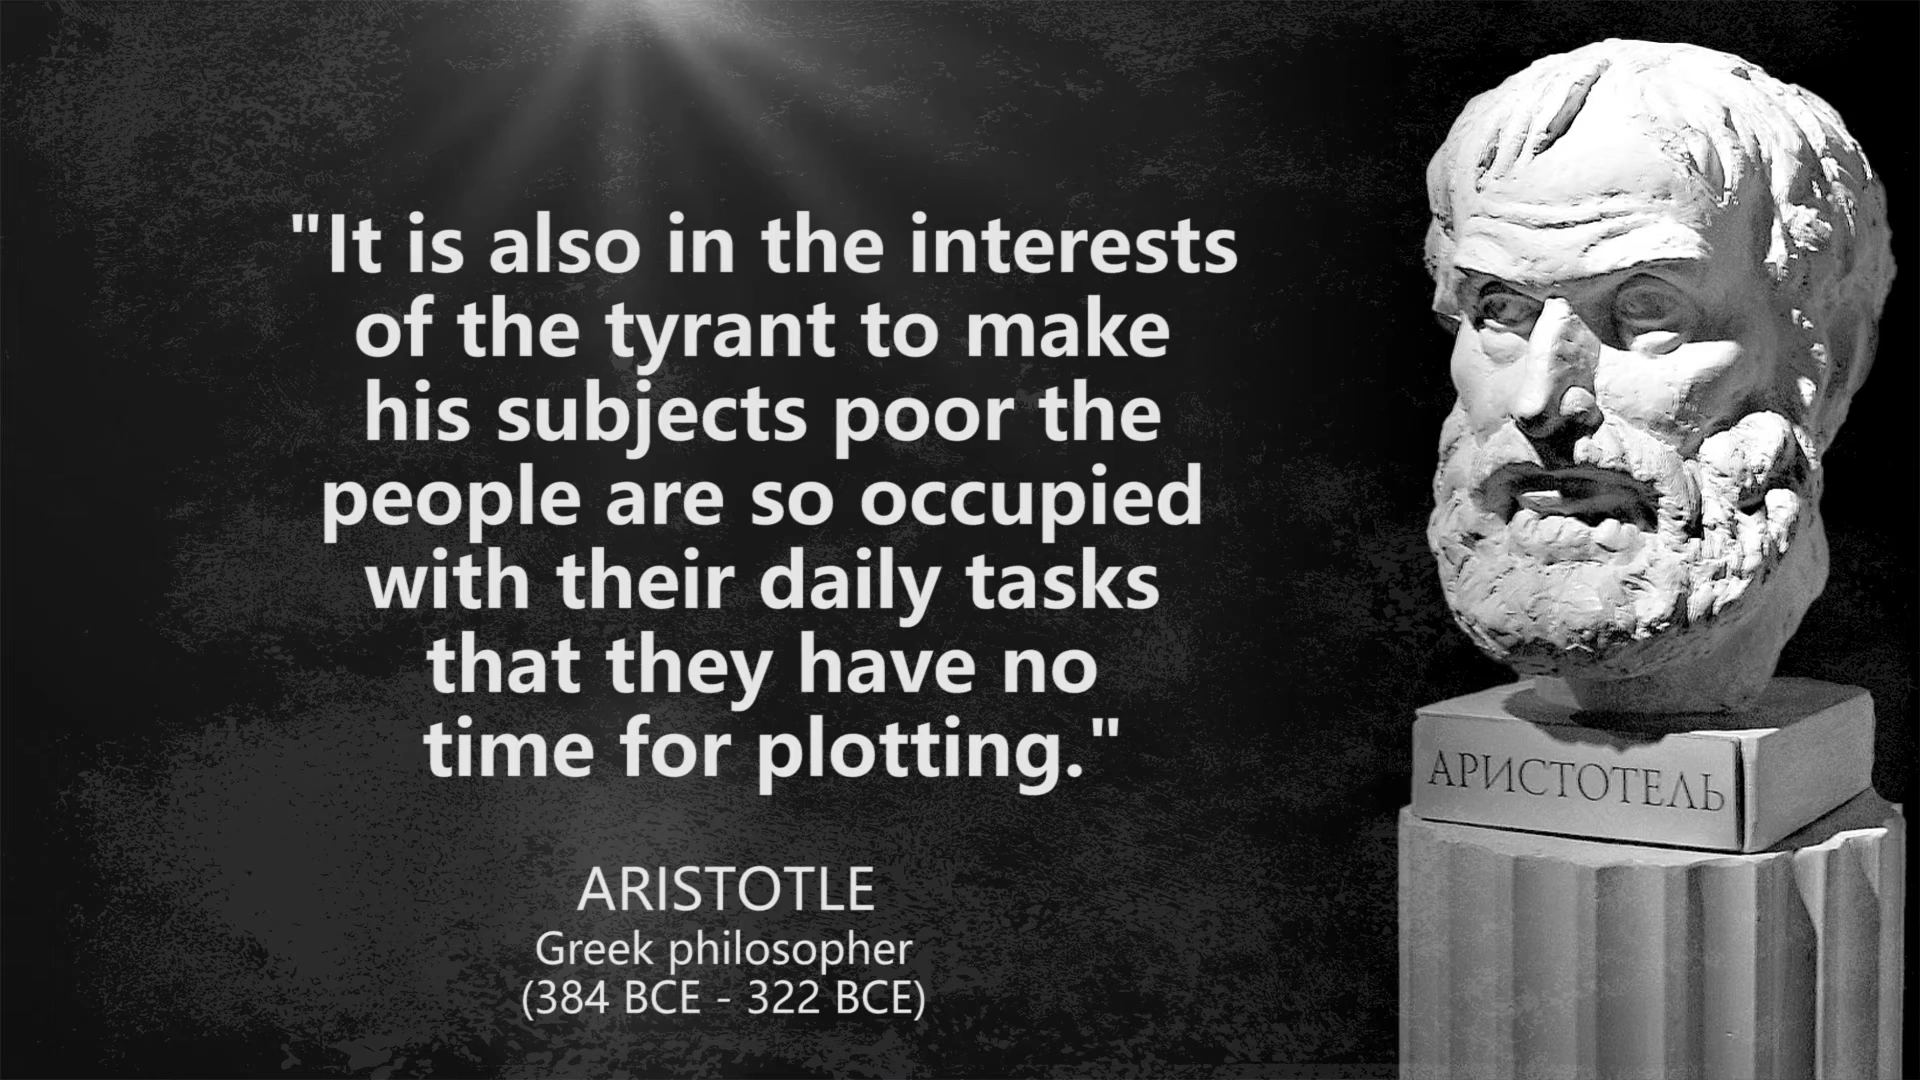 "It is also in the interests
of the tyrant to make
his subjects poor the
people are so occupied
with their daily tasks
that they have no
time for plotting."
ARISTOTLE
Greek philosopher
(384 BCE - 322 BCE)
АРИСТОТЕЛЬ